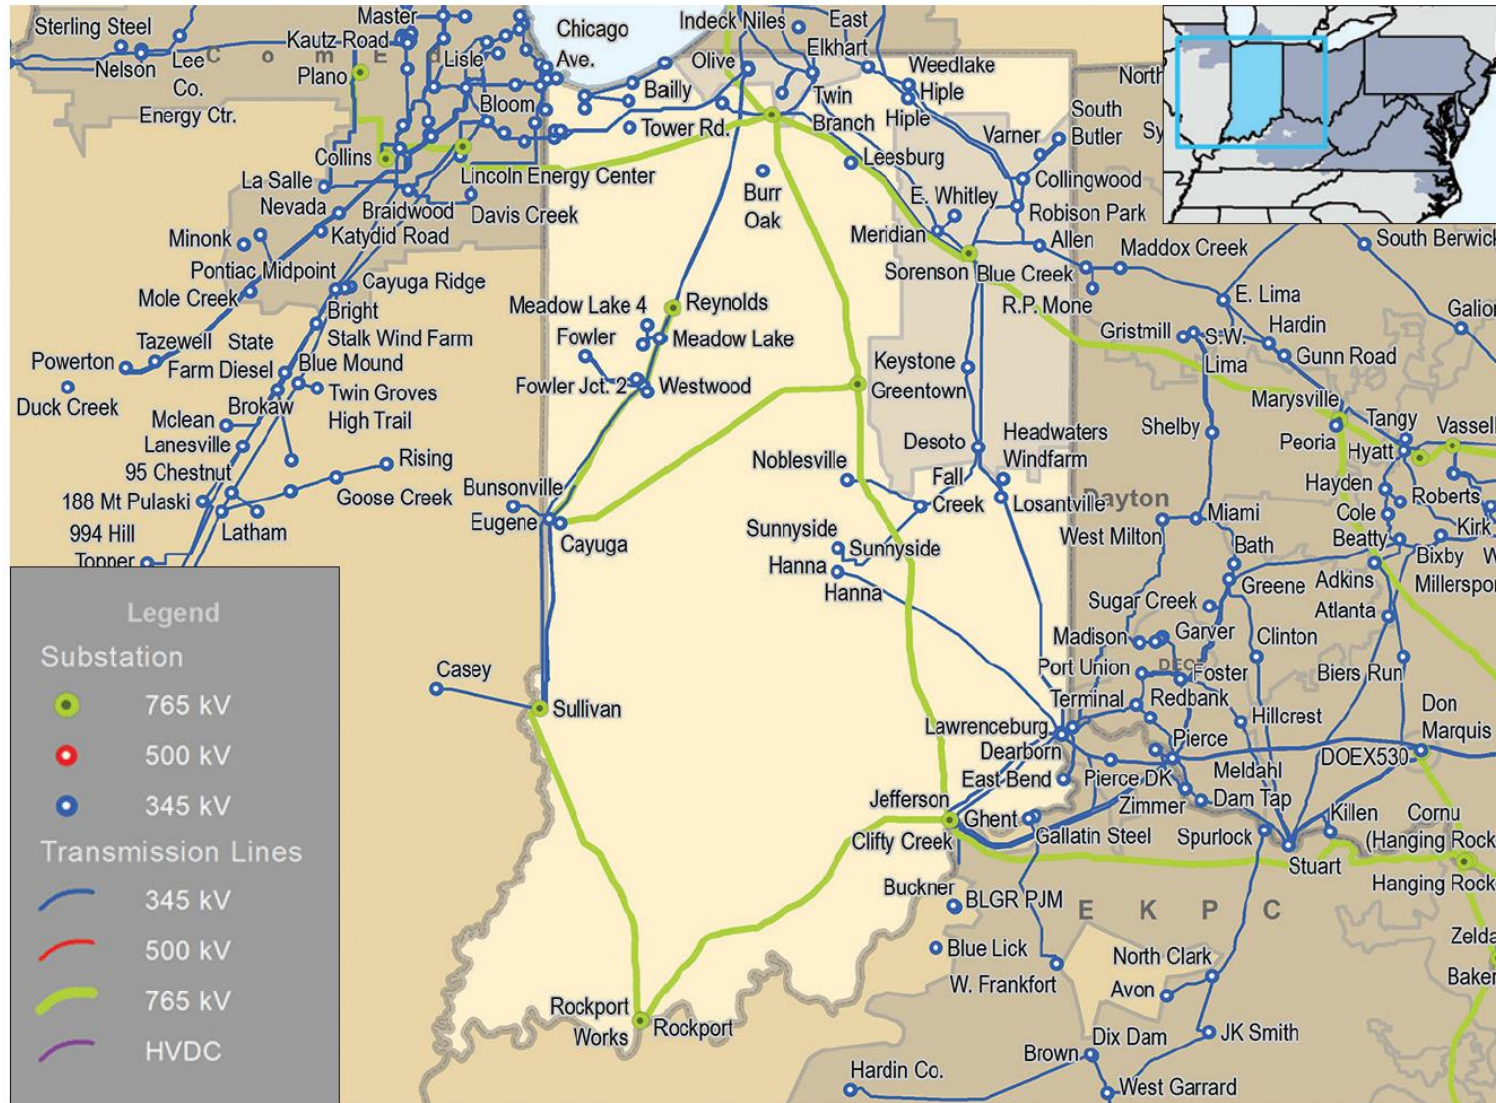 Sterling Steel
Nelson
Lee
Co.
Energy Ctr.
Master
Kautz Road
Plano
C o m E d
Lisle
Bloom
Collins
Chicago
Ave.
Indeck Niles
East
Elkhart
Olive
Bailly
Tower Rd.
Twin
Branch
Weedlake
Hiple
Hiple
South
Butler
Varner
North
Sy
La Salle
Nevada
Braidwood
Lincoln Energy Center
Davis Creek
Katydid Road
Minonk
Pontiac Midpoint
Mole Creek
Cayuga Ridge
Bright
Stalk Wind Farm
Burr
Oak
Leesburg
E. Whitley
Meridian
Sorenson
Collingwood
Robison Park
Allen
Blue Creek
Maddox Creek
R.P. Mone
South Berwick
E. Lima
Galion
Powerton
Tazewell
State
Farm Diesel
Blue Mound
Duck Creek
Twin Groves
High Trail
Mclean
Brokaw
Lanesville
95 Chestnut
188 Mt Pulaski
Rising
Goose Creek
Latham
994 Hill
Topper
Meadow Lake 4
Reynolds
Fowler
Meadow Lake
Fowler Jct. 2
Westwood
Keystone
Greentown
Gristmill
S.W.
Lima
Hardin
Gunn Road
Marysville
Peoria
Tangy
Hyatt
Vassell
Shelby
Desoto
Headwaters
Windfarm
Noblesville
Fall
Creek
Losantville
Dayton
Hayden
Roberts
Cole
Kirk
Beatty
Bixby
W
Millerspor
Bunsonville
Eugene
Cayuga
Sunnyside
Sunnyside
Hanna
Hanna
West Milton
Miami
Bath
Greene
Adkins
Atlanta
Sugar Creek
Madison
Garver
Clinton
Port Union
DEO
Foster
Biers Run
Terminal
Redbank
Hillcrest
Don
Marquis
Casey
Sullivan
Lawrenceburg
Dearborn
East Bend
Pierce
Pierce DK
Meldahl
Dam Tap
DOEX530
Zimmer
Jefferson
Ghent
Clifty Creek
Gallatin Steel
Spurlock
Killen
Stuart
Cornu
(Hanging Rock
Hanging Rock
Buckner
BLGR PJM
E K P C
Blue Lick
W. Frankfort
North Clark
Avon
Zelda
Baker
Rockport
Works
Rockport
Dix Dam
Brown
JK Smith
Hardin Co.
West Garrard
Legend
Substation
765 kV
500 kV
345 kV
Transmission Lines
345 kV
500 kV
765 kV
HVDC